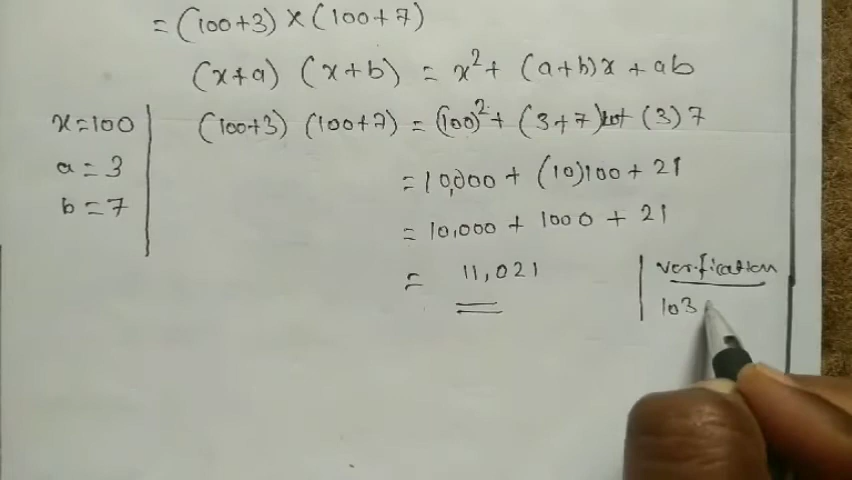 = (100+3) × (100+7)
(x+a) (x+b) = x² + (a+b)x + ab
x=100
(100+3) (100+7) = (100)² + (3+7)100 + (3)7
a = 3
= 10,000 + (10)100 + 21
b = 7
= 10,000 + 1000 + 21
= 11,021
verification
103